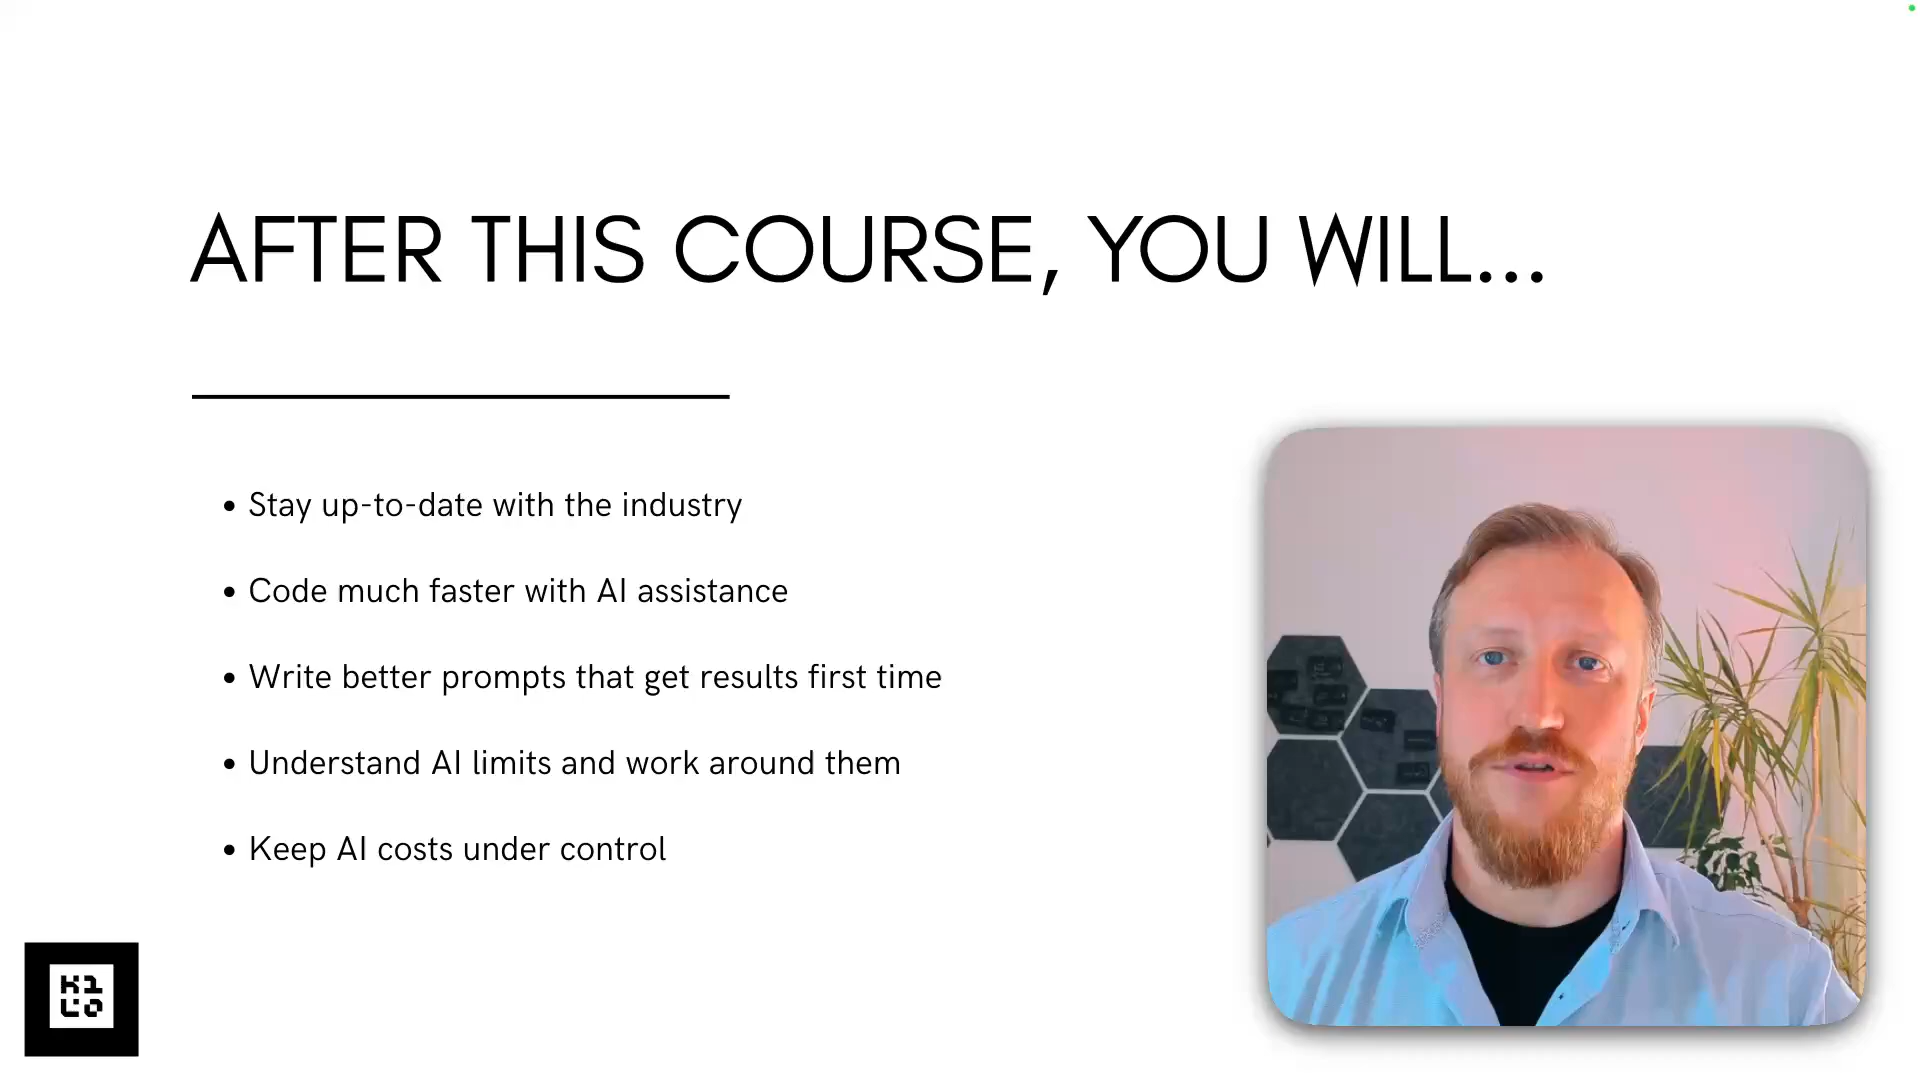 AFTER THIS COURSE, YOU WILL...
• Stay up-to-date with the industry
• Code much faster with AI assistance
• Write better prompts that get results first time
• Understand AI limits and work around them
• Keep AI costs under control